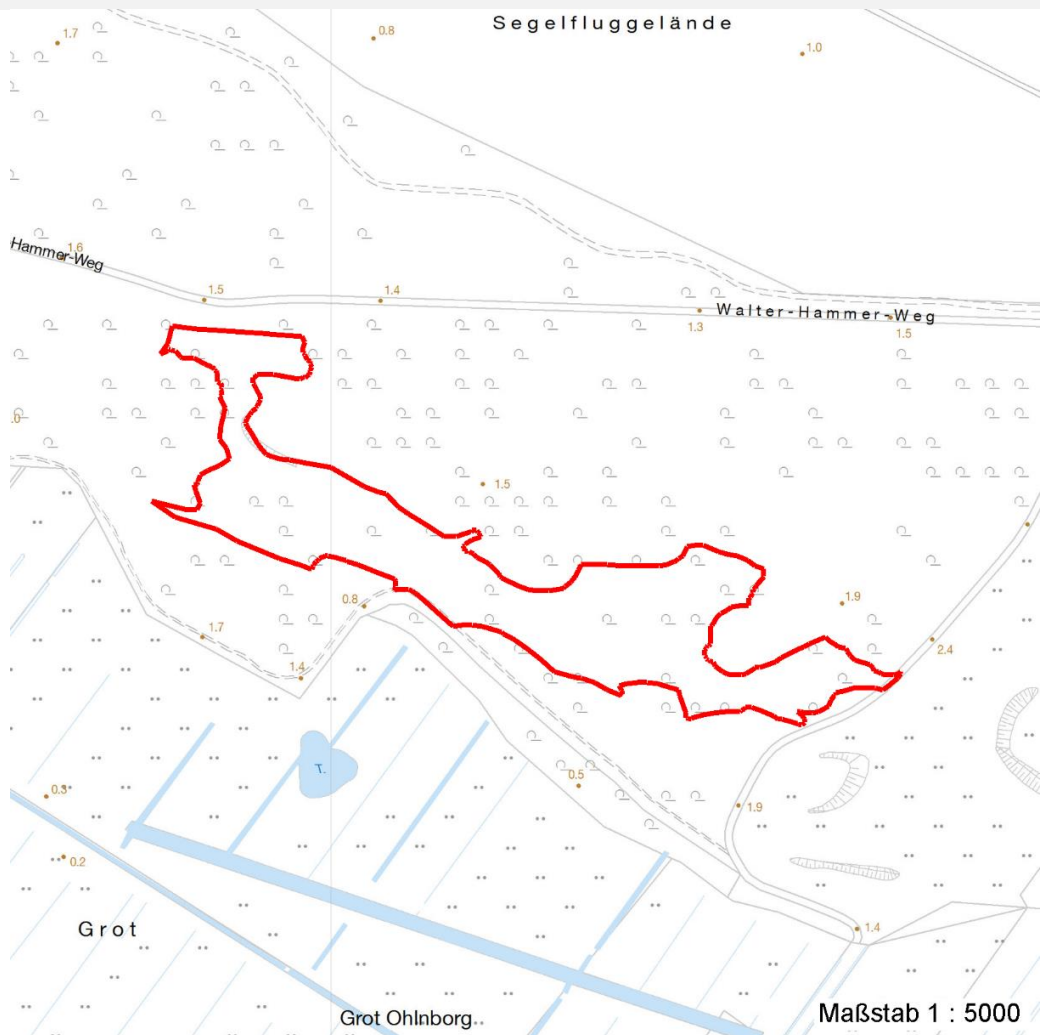 Segelfluggelände
1.7
0.8
1.0
Hammer-Weg
1.6
1.5
1.4
1.3
Walter-Hammer-Weg
1.5
.0
1.5
1.9
0.8
1.7
1.4
2.4
T.
0.5
0.3
1.9
0.2
Grot
1.4
Grot Ohlnborg
Maßstab 1 : 5000